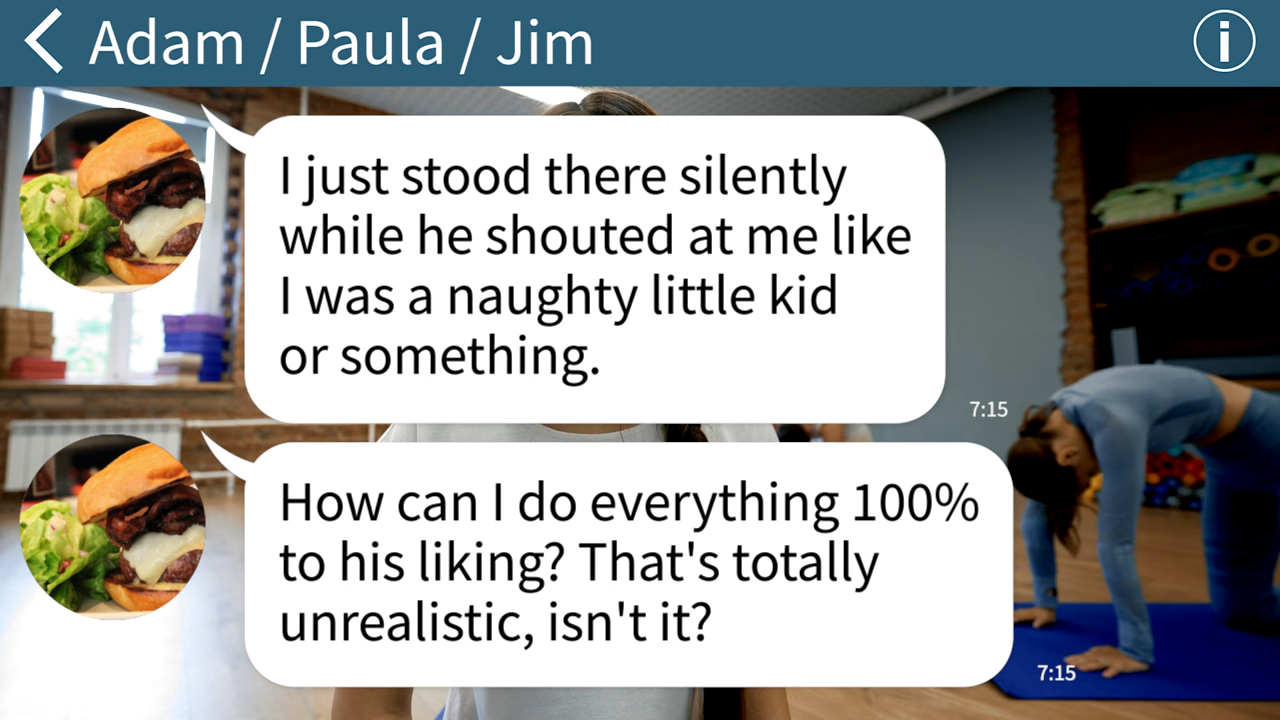 Adam / Paula / Jim
i
I just stood there silently
while he shouted at me like
I was a naughty little kid
or something.
7:15
How can I do everything 100%
to his liking? That's totally
unrealistic, isn't it?
7:15